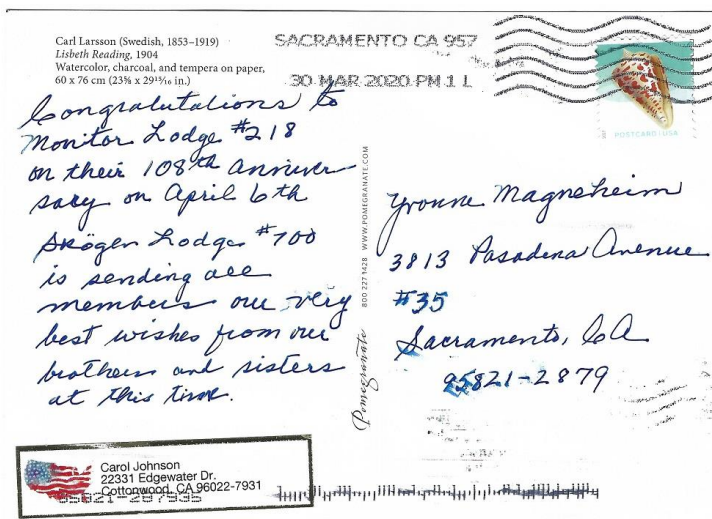 Carl Larsson (Swedish, 1853–1919)
Lisbeth Reading, 1904
Watercolor, charcoal, and tempera on paper,
60 x 76 cm (23⅝ x 29¹⁵⁄₁₆ in.)
SACRAMENTO CA 957
30 MAR 2020 PM 1 L
POSTCARD | USA
Congratulations to
Monitor Lodge #218
on their 108th Anniver
sary on April 6th
Skögen Lodge #700
is sending all
members our very
best wishes from our
brothers and sisters
at this time.
800 227 1428 WWW.POMEGRANATE.COM
Pomegranate
Yvonne Magneheim
3813 Pasadena Avenue
#35
Sacramento, CA
95821-2879
Carol Johnson
22331 Edgewater Dr.
Cottonwood, CA 96022-7931